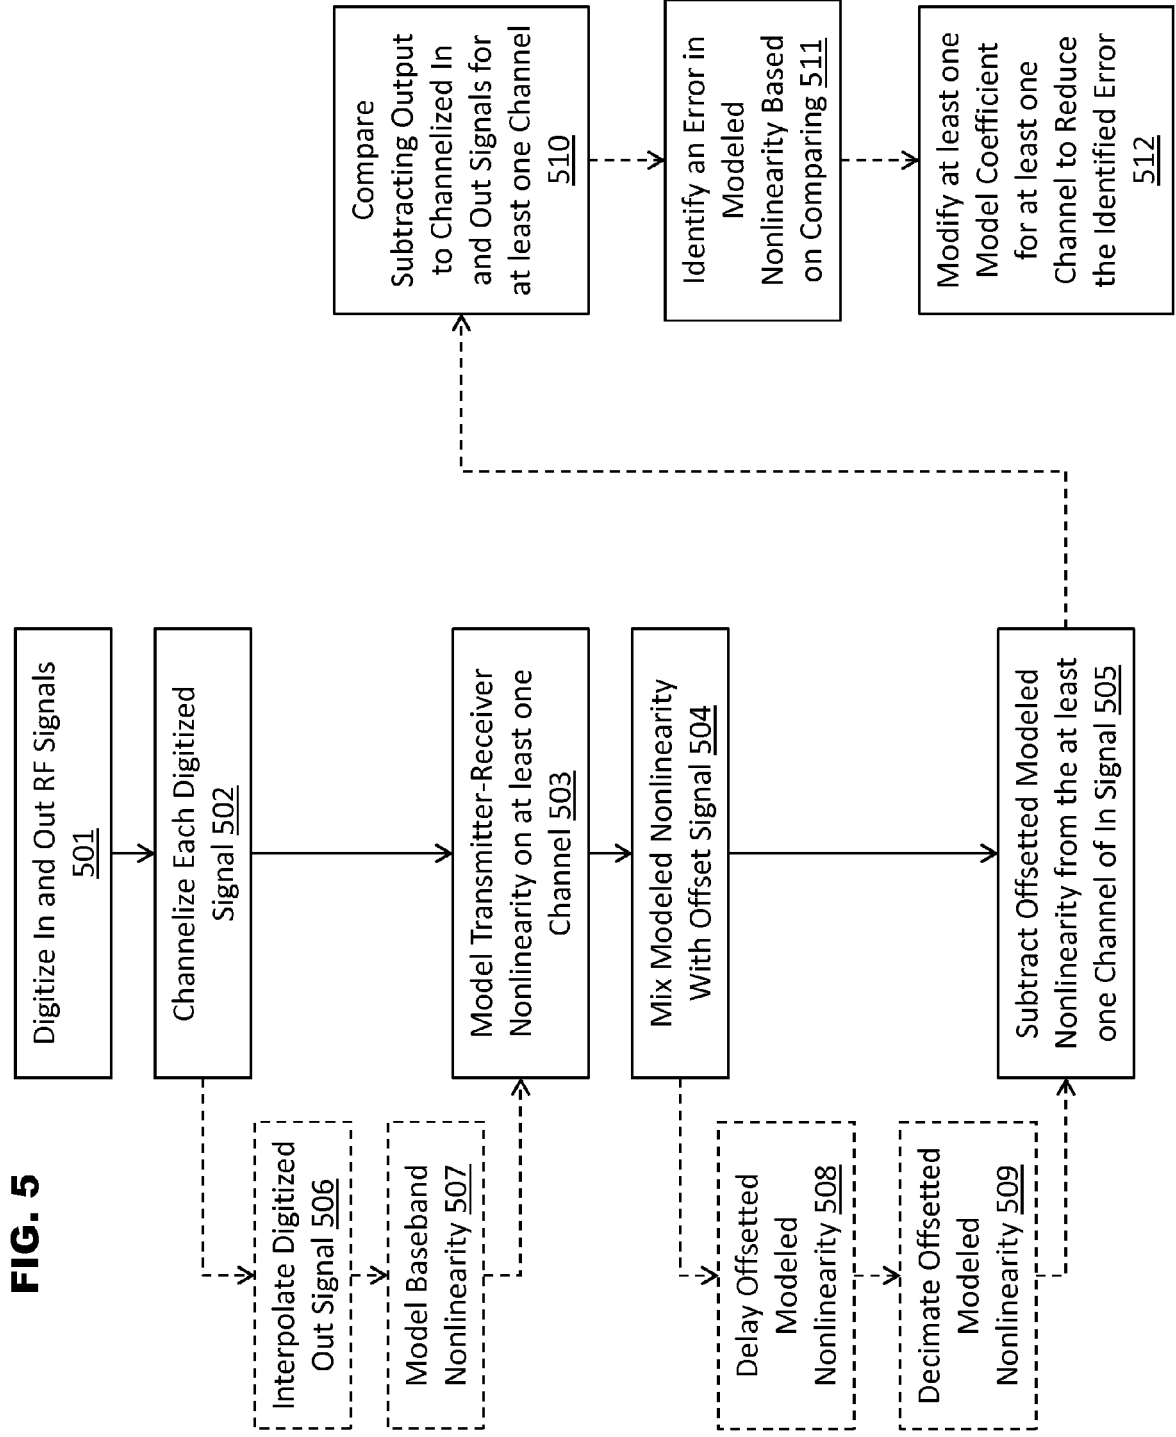 FIG. 5
Digitize In and Out RF Signals
501
Channelize Each Digitized
Signal 502
Interpolate Digitized
Out Signal 506
Model Baseband
Nonlinearity 507
Model Transmitter-Receiver
Nonlinearity on at least one
Channel 503
Mix Modeled Nonlinearity
With Offset Signal 504
Delay Offsetted
Modeled
Nonlinearity 508
Decimate Offsetted
Modeled
Nonlinearity 509
Subtract Offsetted Modeled
Nonlinearity from the at least
one Channel of In Signal 505
Compare
Subtracting Output
to Channelized In
and Out Signals for
at least one Channel
510
Identify an Error in
Modeled
Nonlinearity Based
on Comparing 511
Modify at least one
Model Coefficient
for at least one
Channel to Reduce
the Identified Error
512